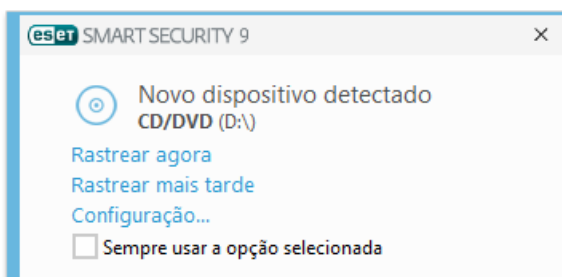 eset SMART SECURITY 9
Novo dispositivo detectado
CD/DVD (D:\)
Rastrear agora
Rastrear mais tarde
Configuração...
Sempre usar a opção selecionada